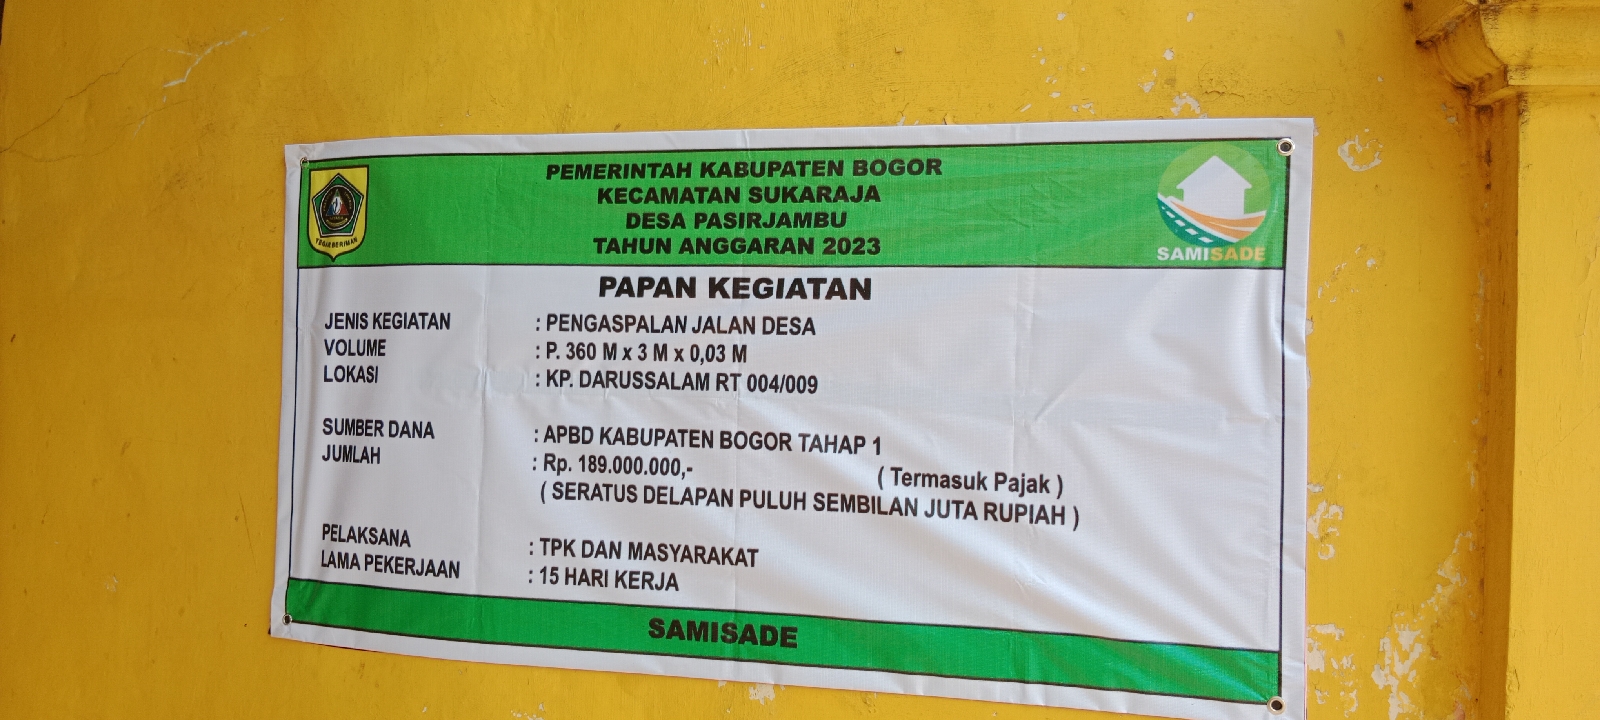 PEMERINTAH KABUPATEN BOGOR
KECAMATAN SUKARAJA
DESA PASIRJAMBU
TAHUN ANGGARAN 2023
TEGAR BERIMAN
SAMISADE
PAPAN KEGIATAN
JENIS KEGIATAN : PENGASPALAN JALAN DESA
VOLUME : P. 360 M x 3 M x 0,03 M
LOKASI : KP. DARUSSALAM RT 004/009
SUMBER DANA : APBD KABUPATEN BOGOR TAHAP 1
JUMLAH : Rp. 189.000.000,- ( Termasuk Pajak )
( SERATUS DELAPAN PULUH SEMBILAN JUTA RUPIAH )
PELAKSANA : TPK DAN MASYARAKAT
LAMA PEKERJAAN : 15 HARI KERJA
SAMISADE